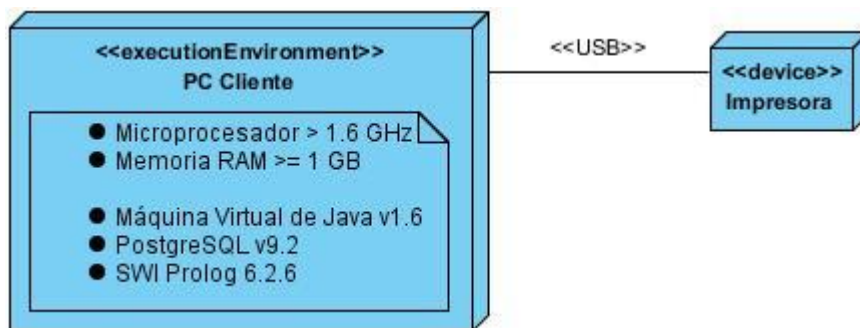 <<executionEnvironment>>
PC Cliente
● Microprocesador > 1.6 GHz
● Memoria RAM >= 1 GB
● Máquina Virtual de Java v1.6
● PostgreSQL v9.2
● SWI Prolog 6.2.6
<<USB>>
<<device>>
Impresora